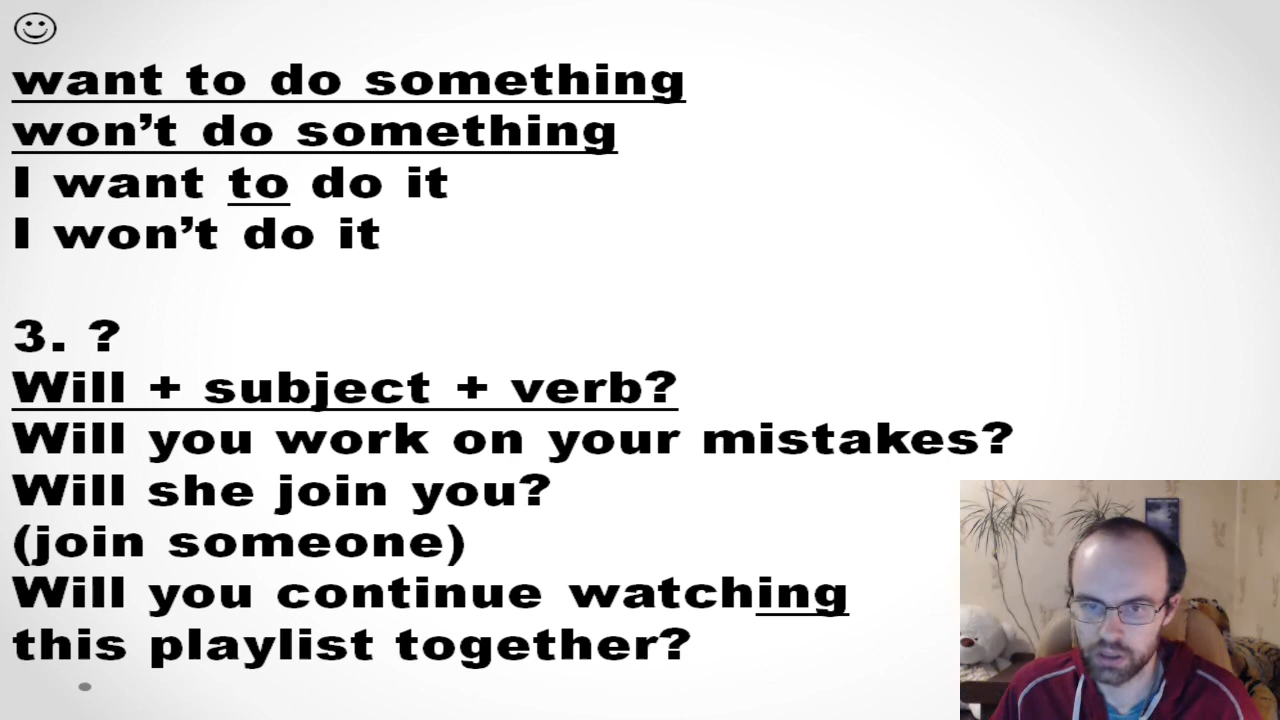 want to do something
won’t do something
I want to do it
I won’t do it
3. ?
Will + subject + verb?
Will you work on your mistakes?
Will she join you?
(join someone)
Will you continue watching
this playlist together?